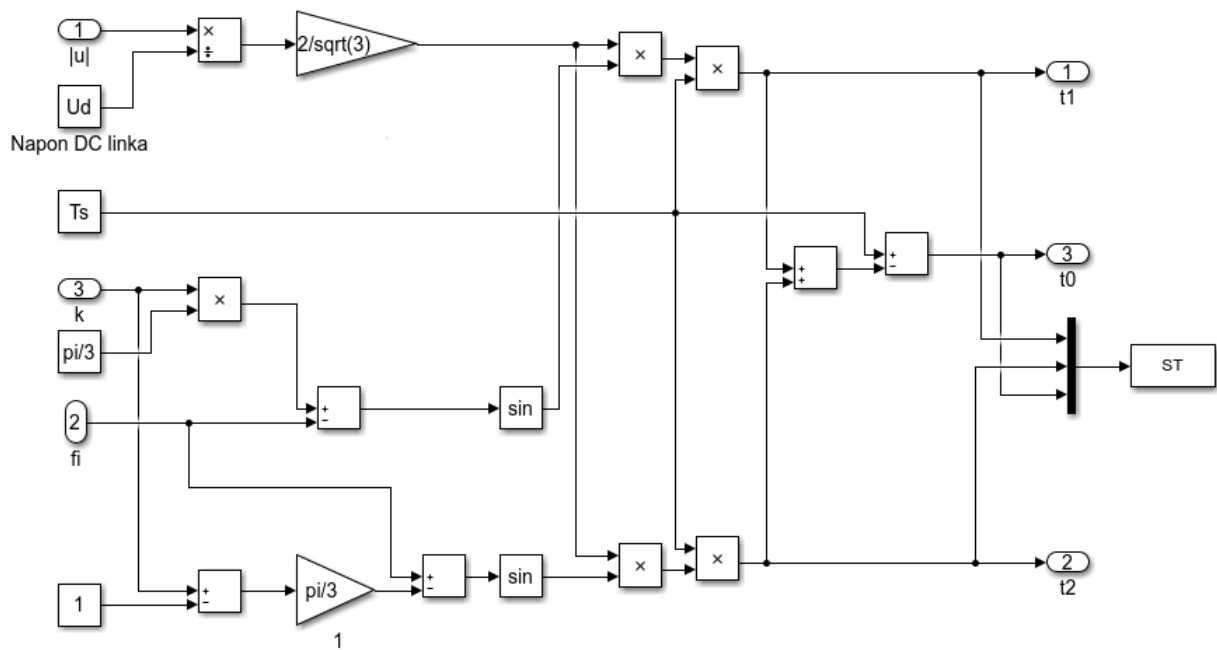 1
|u|
×
÷
2/sqrt(3)
×
×
1
t1
Ud
Napon DC linka
Ts
+
−
+
+
3
t0
3
k
×
pi/3
ST
+
−
sin
2
fi
1
+
−
pi/3
1
+
−
sin
×
×
2
t2